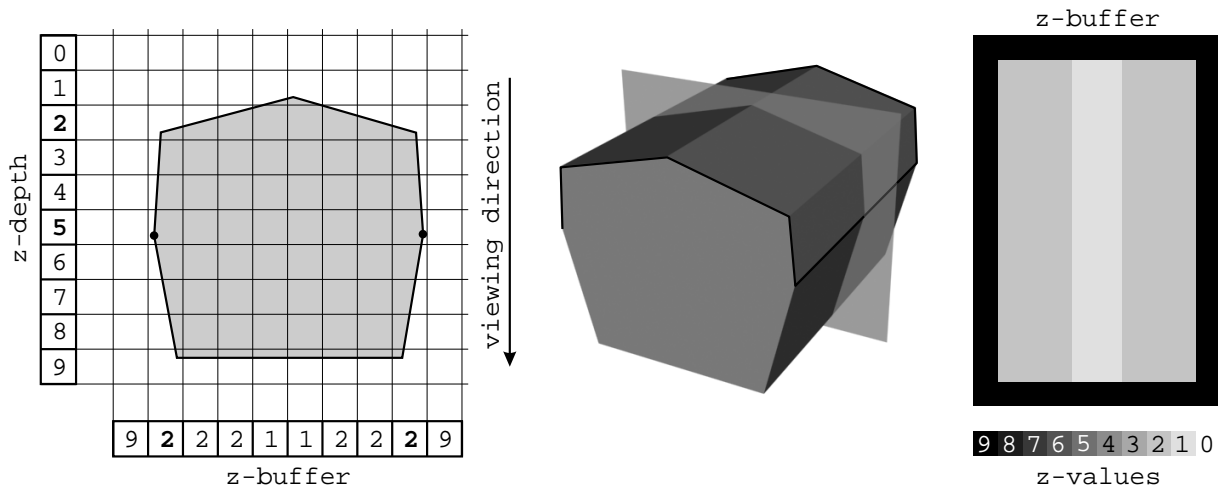 0
1
2
3
4
5
6
7
8
9
z-depth
viewing direction
9 2 2 2 1 1 2 2 2 9
z-buffer
z-buffer
9 8 7 6 5 4 3 2 1 0
z-values